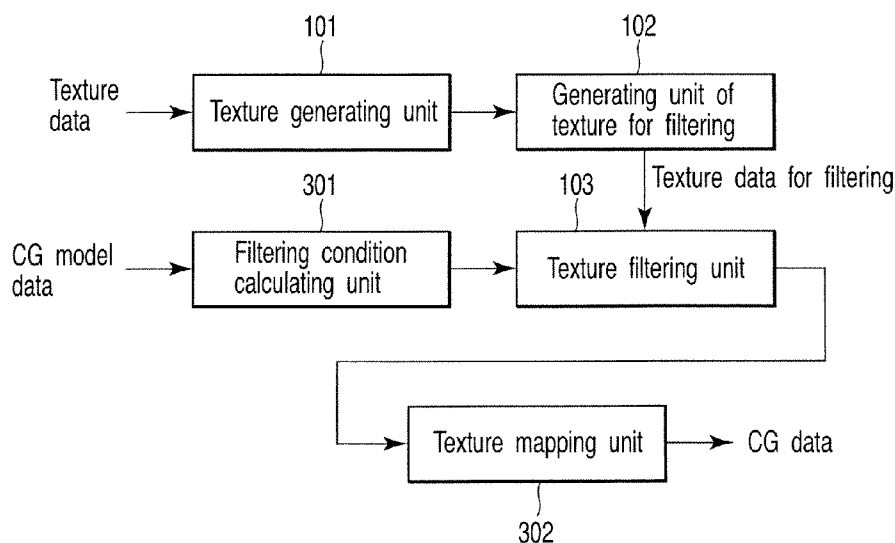 101
102
Texture
data
Texture generating unit
Generating unit of
texture for filtering
Texture data for filtering
301
103
CG model
data
Filtering condition
calculating unit
Texture filtering unit
Texture mapping unit
CG data
302